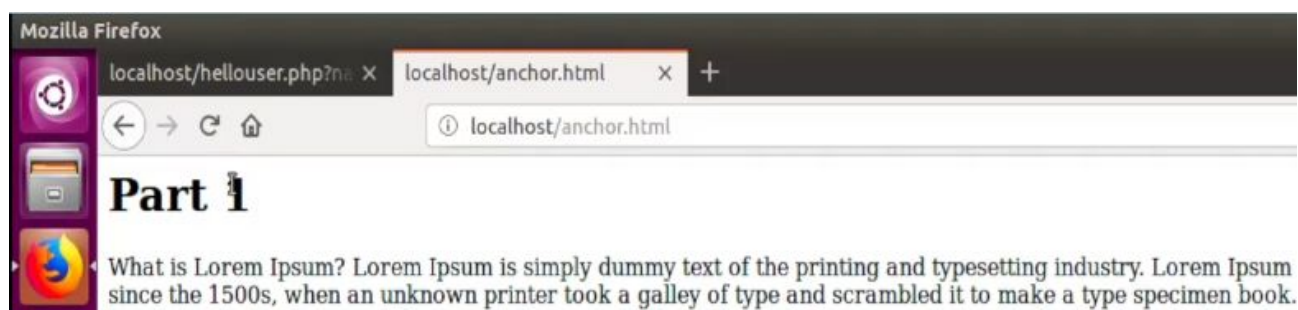 Mozilla Firefox
localhost/hellouser.php?na
localhost/anchor.html
localhost/anchor.html
Part 1
What is Lorem Ipsum? Lorem Ipsum is simply dummy text of the printing and typesetting industry. Lorem Ipsum
since the 1500s, when an unknown printer took a galley of type and scrambled it to make a type specimen book.